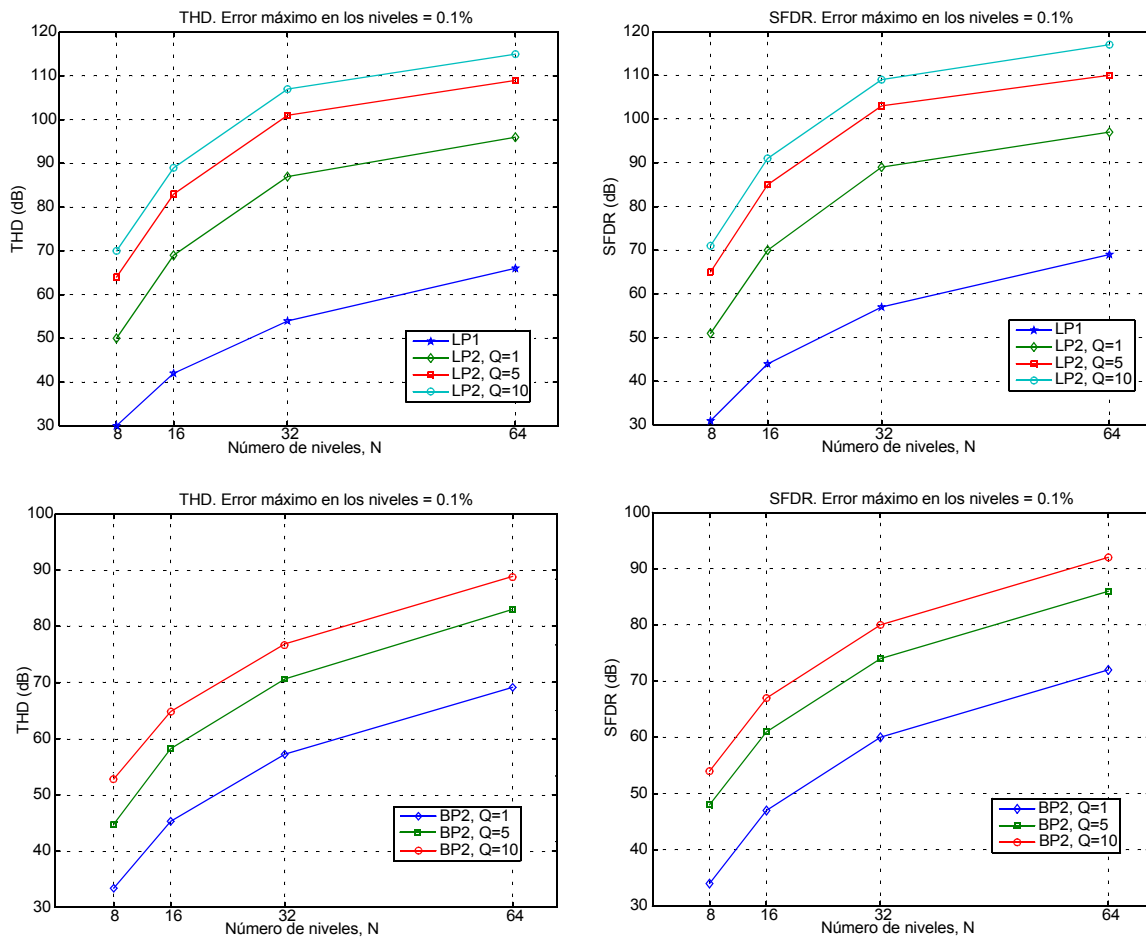 THD. Error máximo en los niveles = 0.1%
120
110
100
90
80
70
60
50
40
30
THD (dB)
8
16
32
64
Número de niveles, N
LP1
LP2, Q=1
LP2, Q=5
LP2, Q=10
SFDR. Error máximo en los niveles = 0.1%
120
110
100
90
80
70
60
50
40
30
SFDR (dB)
8
16
32
64
Número de niveles, N
LP1
LP2, Q=1
LP2, Q=5
LP2, Q=10
THD. Error máximo en los niveles = 0.1%
100
90
80
70
60
50
40
30
THD (dB)
8
16
32
64
Número de niveles, N
BP2, Q=1
BP2, Q=5
BP2, Q=10
SFDR. Error máximo en los niveles = 0.1%
100
90
80
70
60
50
40
30
SFDR (dB)
8
16
32
64
Número de niveles, N
BP2, Q=1
BP2, Q=5
BP2, Q=10